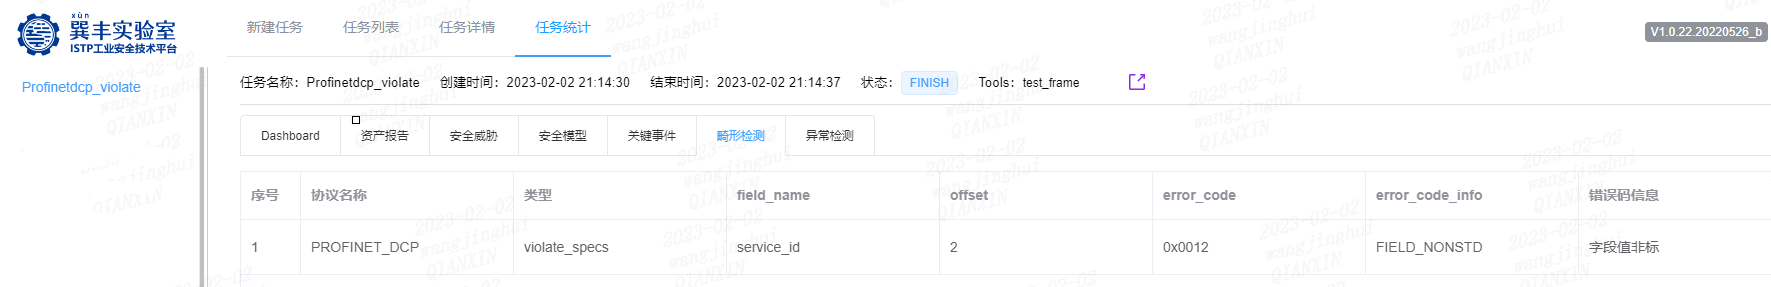 xùn
巽丰实验室
ISTP工业安全技术平台
新建任务 任务列表 任务详情 任务统计
V1.0.22.20220526_b
Profinetdcp_violate
任务名称：Profinetdcp_violate 创建时间：2023-02-02 21:14:30 结束时间：2023-02-02 21:14:37 状态： FINISH Tools：test_frame
Dashboard 资产报告 安全威胁 安全模型 关键事件 畸形检测 异常检测
序号 协议名称 类型 field_name offset error_code error_code_info 错误码信息
1 PROFINET_DCP violate_specs service_id 2 0x0012 FIELD_NONSTD 字段值非标
2023-02-02
wangjinghui
QIANXIN